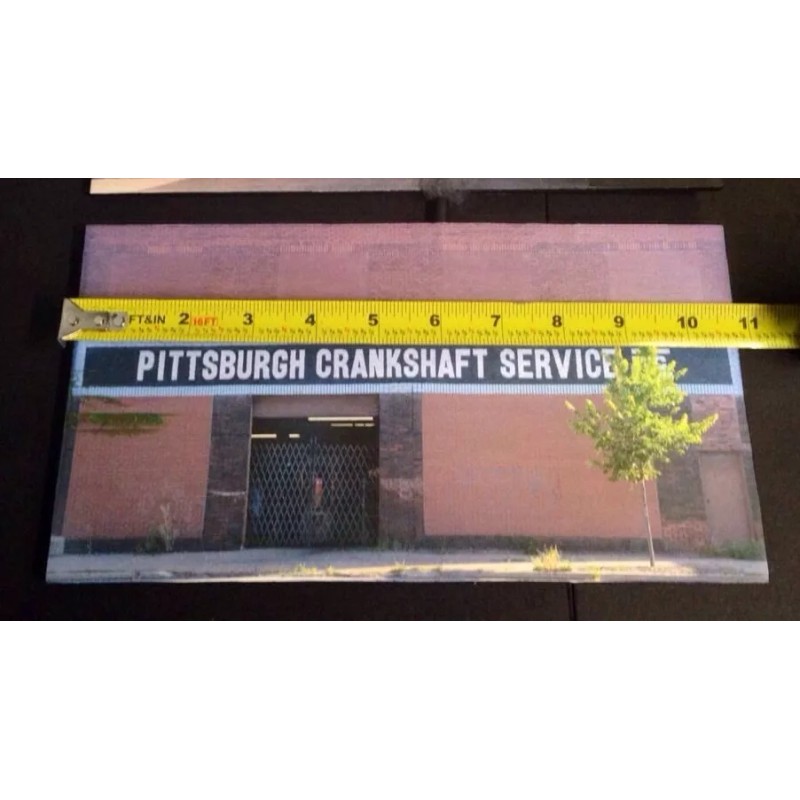 FT&IN 2 16FT 3 4 5 6 7 8 9 10 11
PITTSBURGH CRANKSHAFT SERVICE